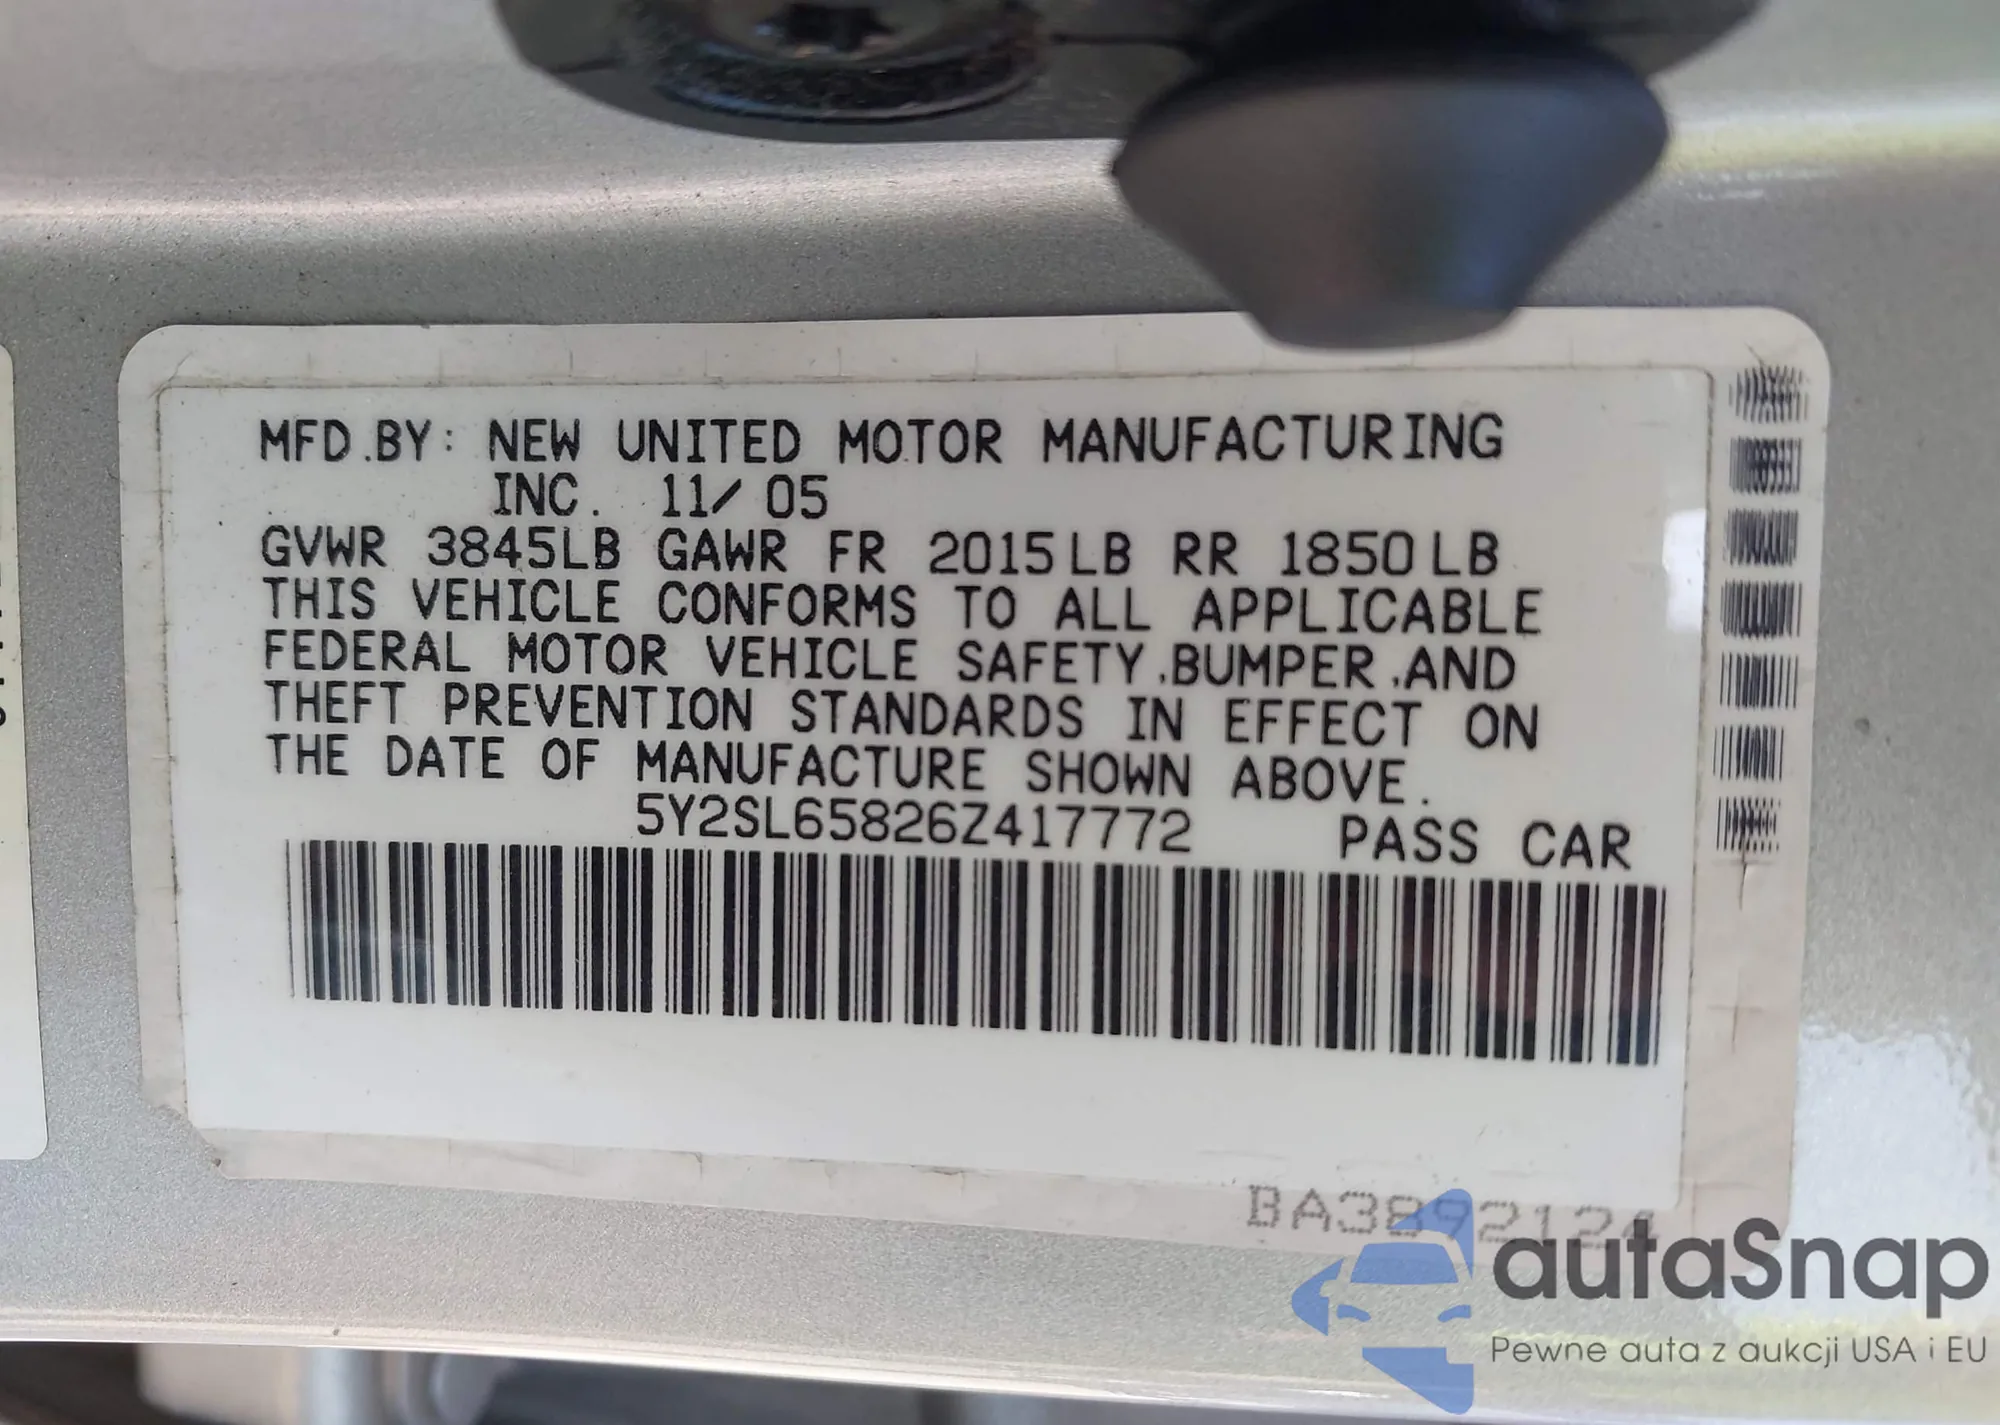 MFD.BY: NEW UNITED MOTOR MANUFACTURING
INC. 11/ 05
GVWR 3845LB GAWR FR 2015LB RR 1850LB
THIS VEHICLE CONFORMS TO ALL APPLICABLE
FEDERAL MOTOR VEHICLE SAFETY,BUMPER,AND
THEFT PREVENTION STANDARDS IN EFFECT ON
THE DATE OF MANUFACTURE SHOWN ABOVE.
5Y2SL65826Z417772 PASS CAR
BA3892124
autaSnap
Pewne auta z aukcji USA i EU